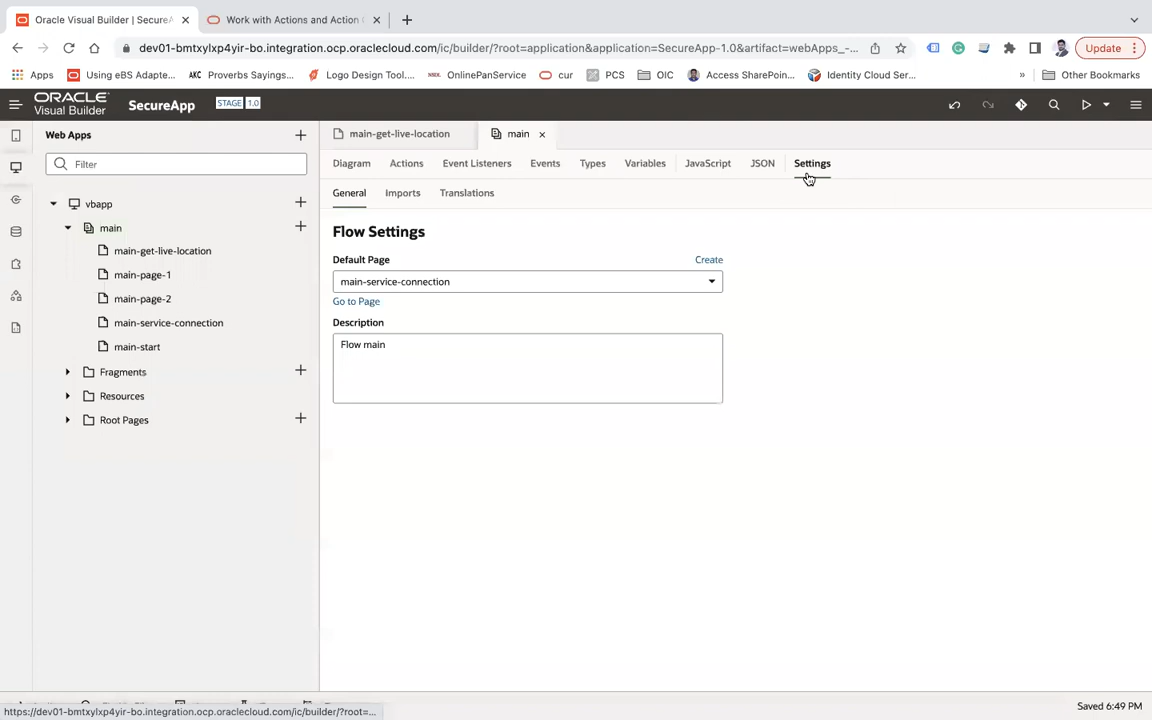 Oracle Visual Builder | SecureA
Work with Actions and Action C
dev01-bmtxylxp4yir-bo.integration.ocp.oraclecloud.com/ic/builder/?root=application&application=SecureApp-1.0&artifact=webApps_-...
Update
Apps
Using eBS Adapte...
AKC Proverbs Sayings...
Logo Design Tool....
OnlinePanService
cur
PCS
OIC
Access SharePoin...
Identity Cloud Ser...
»
Other Bookmarks
ORACLE
Visual Builder
SecureApp
STAGE 1.0
Web Apps
main-get-live-location
main
Filter
Diagram
Actions
Event Listeners
Events
Types
Variables
JavaScript
JSON
Settings
General
Imports
Translations
vbapp
main
main-get-live-location
main-page-1
main-page-2
main-service-connection
main-start
Fragments
Resources
Root Pages
Flow Settings
Default Page
Create
main-service-connection
Go to Page
Description
Flow main
https://dev01-bmtxylxp4yir-bo.integration.ocp.oraclecloud.com/ic/builder/?root=...
Saved 6:49 PM